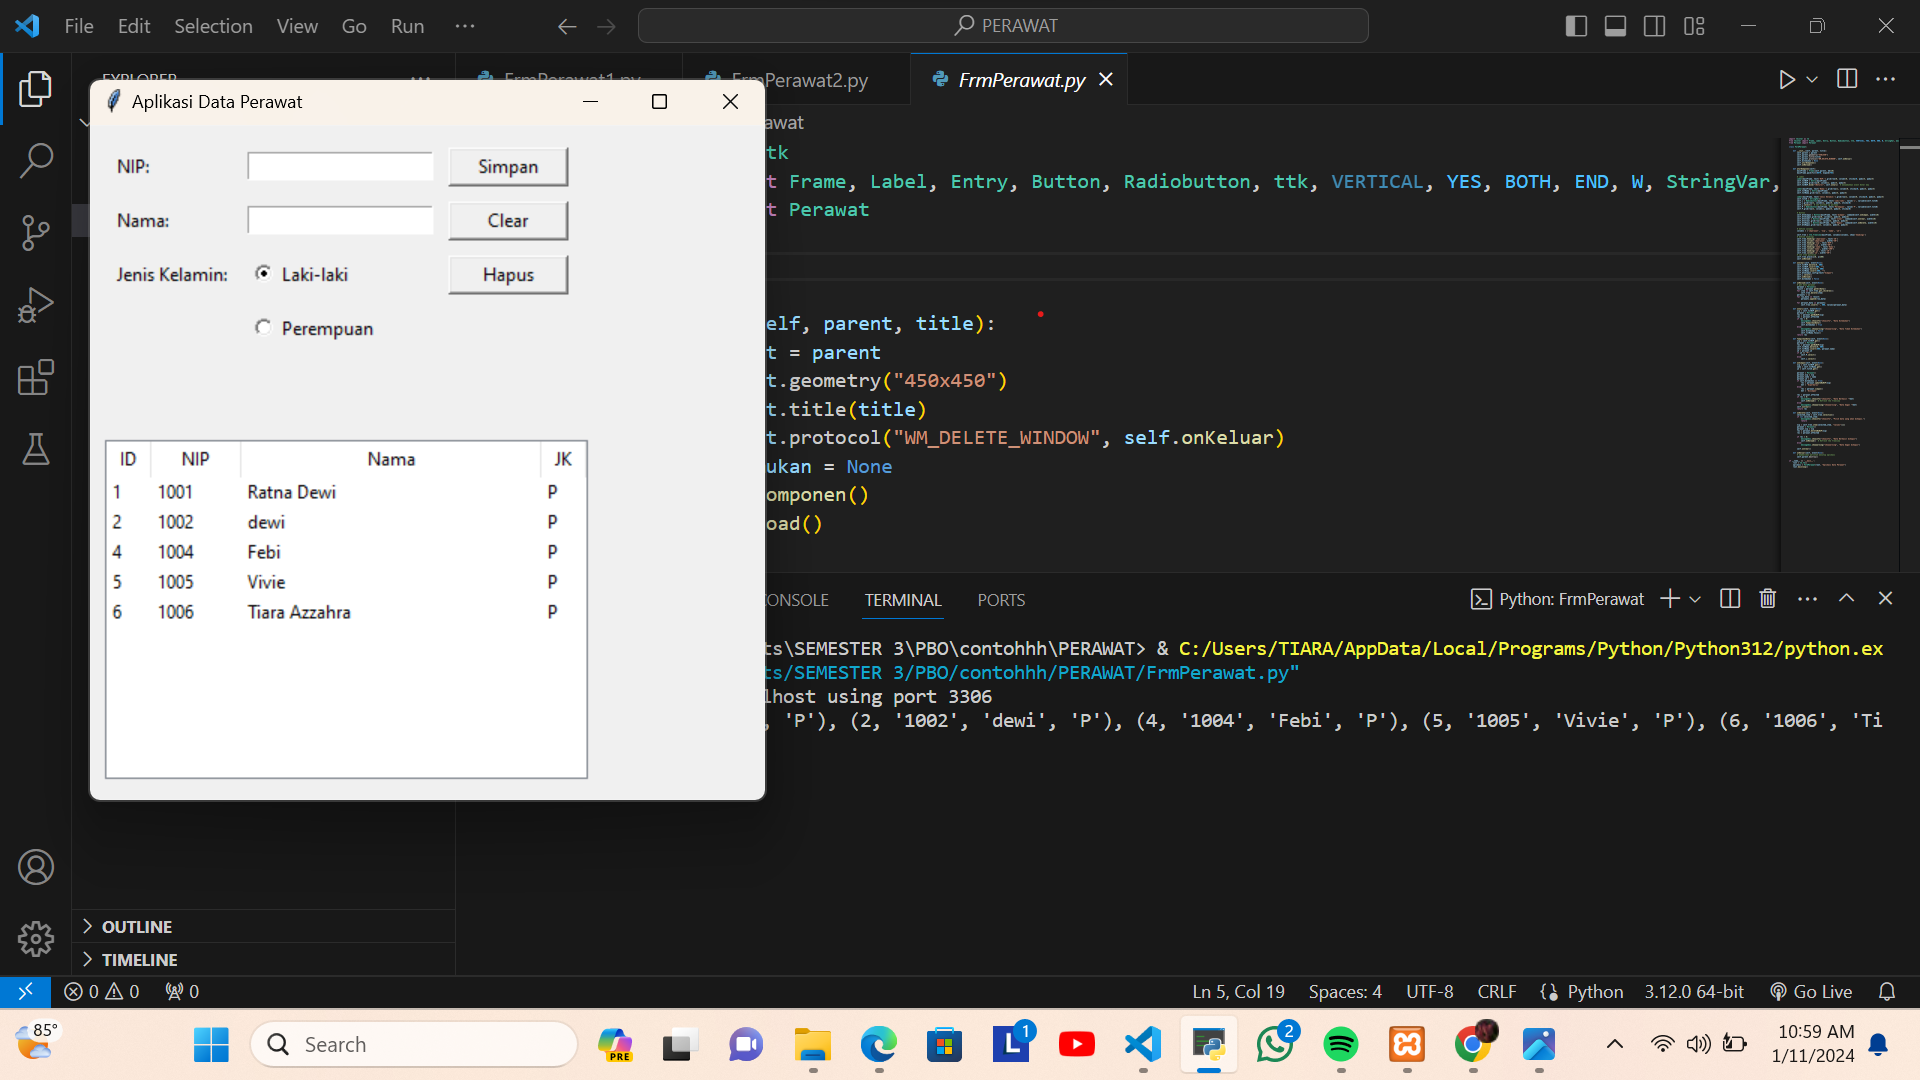 File Edit Selection View Go Run ···
PERAWAT
EXPLORER
FrmPerawat1.py
FrmPerawat2.py
FrmPerawat.py
Aplikasi Data Perawat
NIP:
Simpan
Nama:
Clear
Jenis Kelamin:
Laki-laki
Hapus
Perempuan
ID NIP Nama JK
1 1001 Ratna Dewi P
2 1002 dewi P
4 1004 Febi P
5 1005 Vivie P
6 1006 Tiara Azzahra P
awat
tk
t Frame, Label, Entry, Button, Radiobutton, ttk, VERTICAL, YES, BOTH, END, W, StringVar,
t Perawat
elf, parent, title):
t = parent
t.geometry("450x450")
t.title(title)
t.protocol("WM_DELETE_WINDOW", self.onKeluar)
ukan = None
omponen()
oad()
CONSOLE TERMINAL PORTS
Python: FrmPerawat
ts\SEMESTER 3\PBO\contohhh\PERAWAT> & C:/Users/TIARA/AppData/Local/Programs/Python/Python312/python.ex
ts/SEMESTER 3/PBO/contohhh/PERAWAT/FrmPerawat.py"
lhost using port 3306
, 'P'), (2, '1002', 'dewi', 'P'), (4, '1004', 'Febi', 'P'), (5, '1005', 'Vivie', 'P'), (6, '1006', 'Ti
OUTLINE
TIMELINE
0 0 0
Ln 5, Col 19 Spaces: 4 UTF-8 CRLF Python 3.12.0 64-bit Go Live
85°
Search
PRE
L
1
2
10:59 AM
1/11/2024